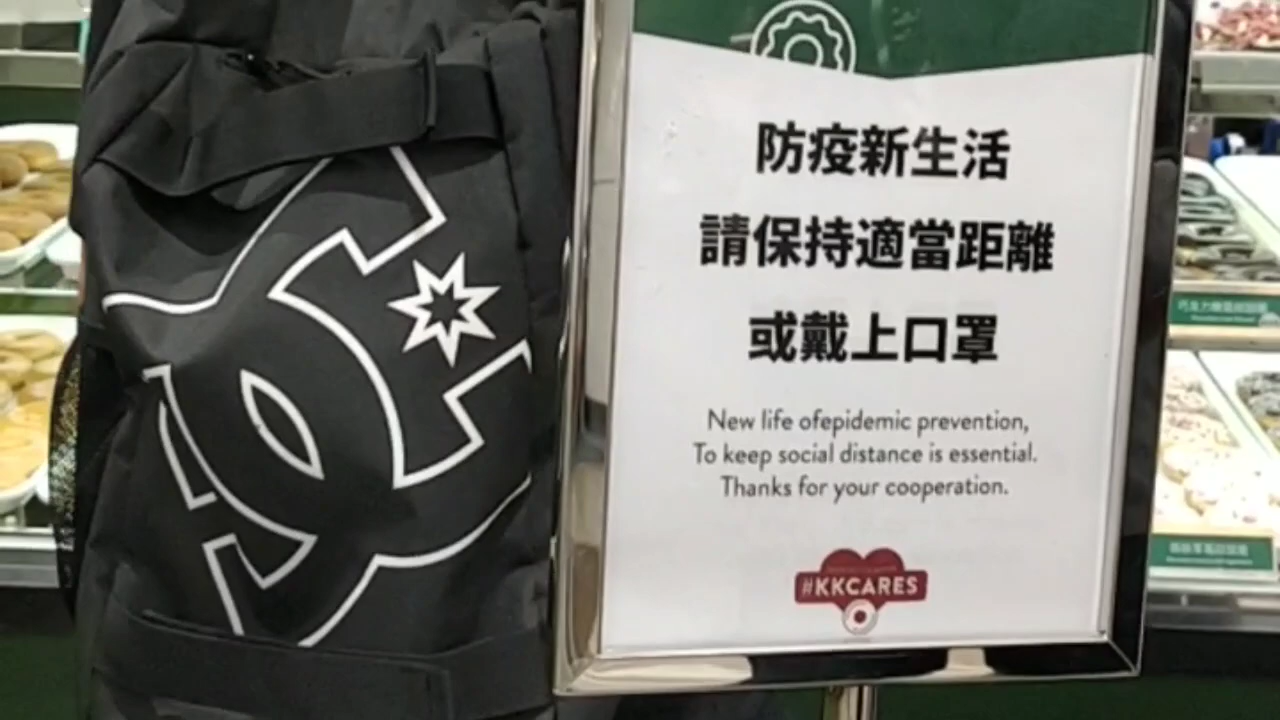 防疫新生活
請保持適當距離
或戴上口罩
New life ofepidemic prevention,
To keep social distance is essential.
Thanks for your cooperation.
#KKCARES